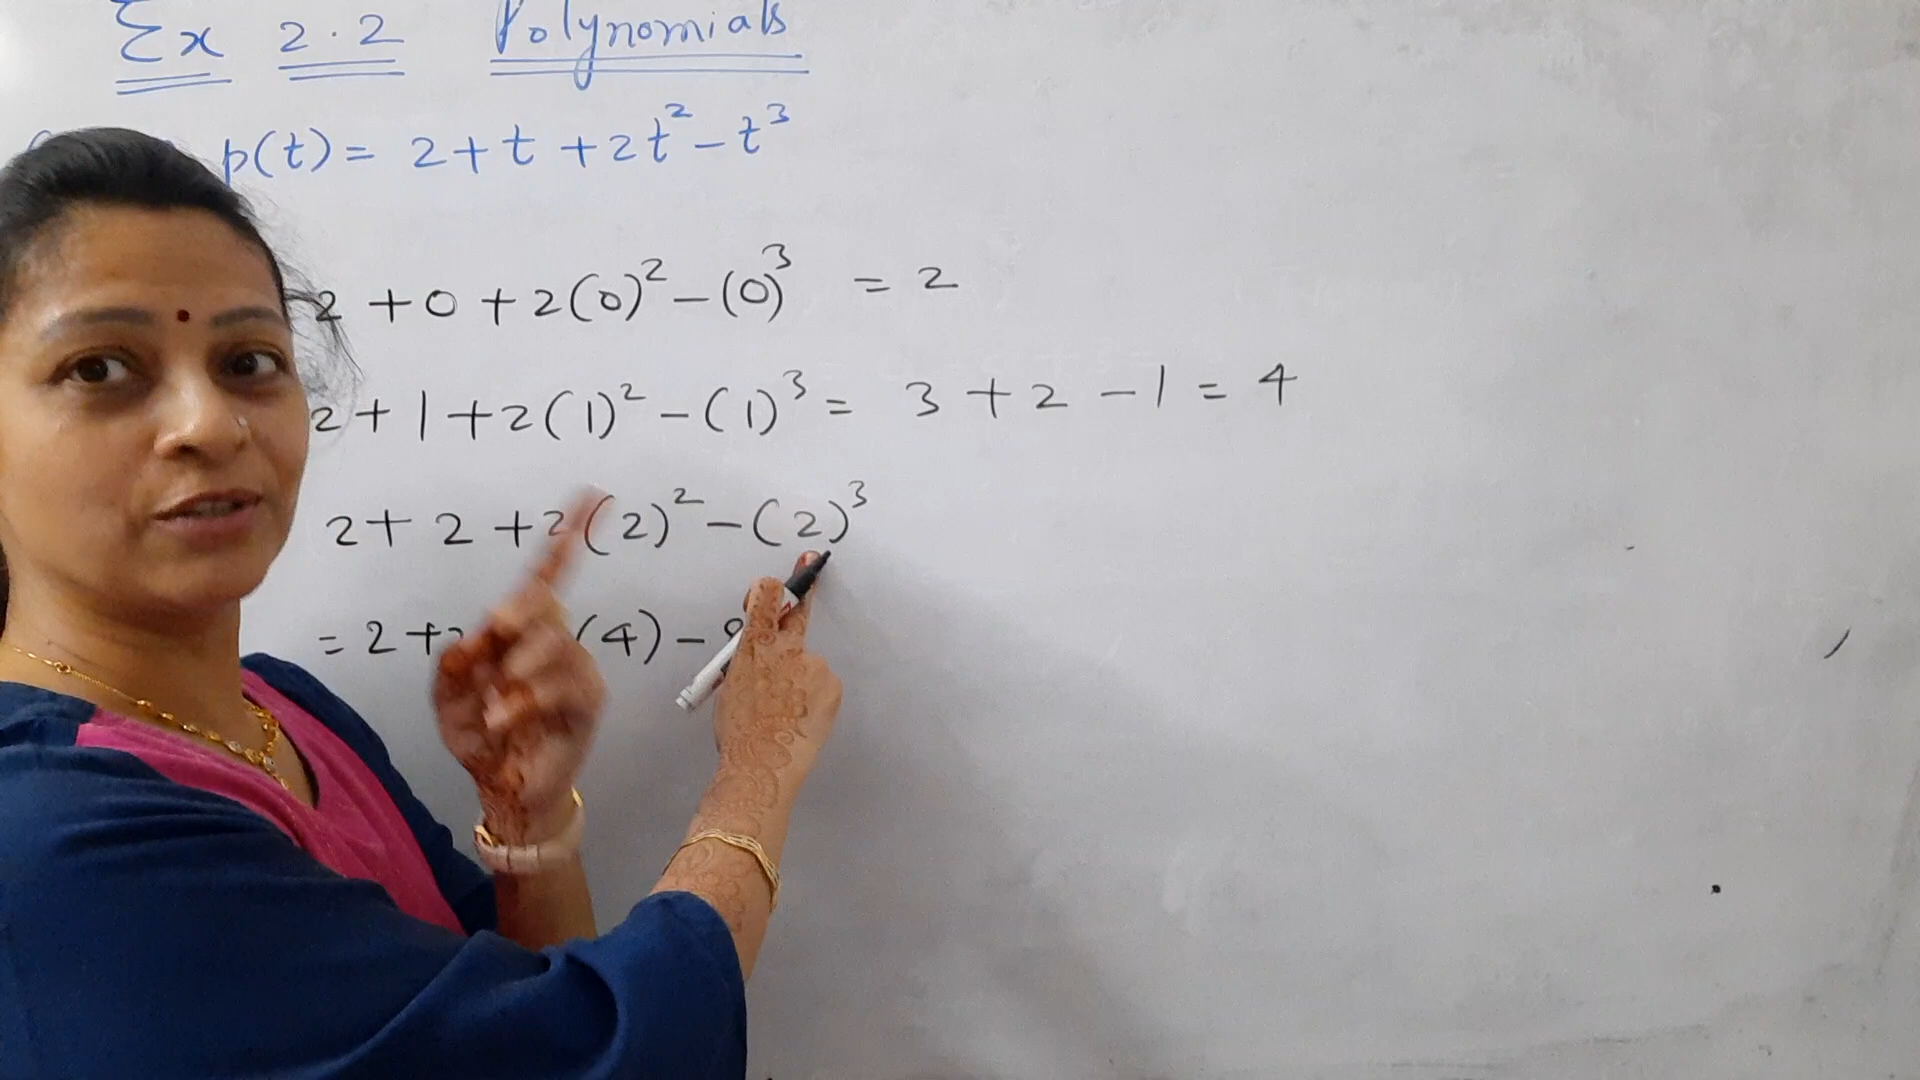 Ex 2.2 Polynomials
p(t) = 2 + t + 2t² - t³
2 + 0 + 2(0)² - (0)³ = 2
2 + 1 + 2(1)² - (1)³ = 3 + 2 - 1 = 4
2 + 2 + 2(2)² - (2)³
= 2 + (4) -